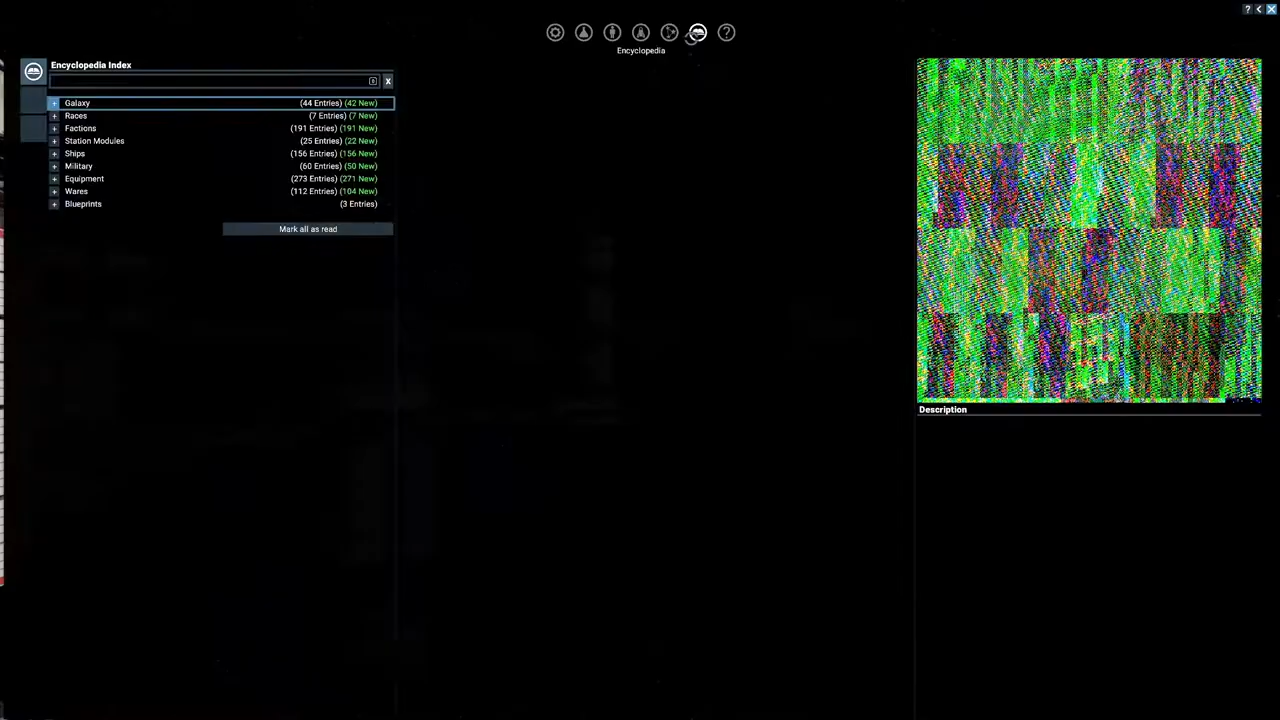 Encyclopedia
Encyclopedia Index
Galaxy (44 Entries) (42 New)
Races (7 Entries) (7 New)
Factions (191 Entries) (191 New)
Station Modules (25 Entries) (22 New)
Ships (156 Entries) (156 New)
Military (60 Entries) (50 New)
Equipment (273 Entries) (271 New)
Wares (112 Entries) (104 New)
Blueprints (3 Entries)
Mark all as read
Description